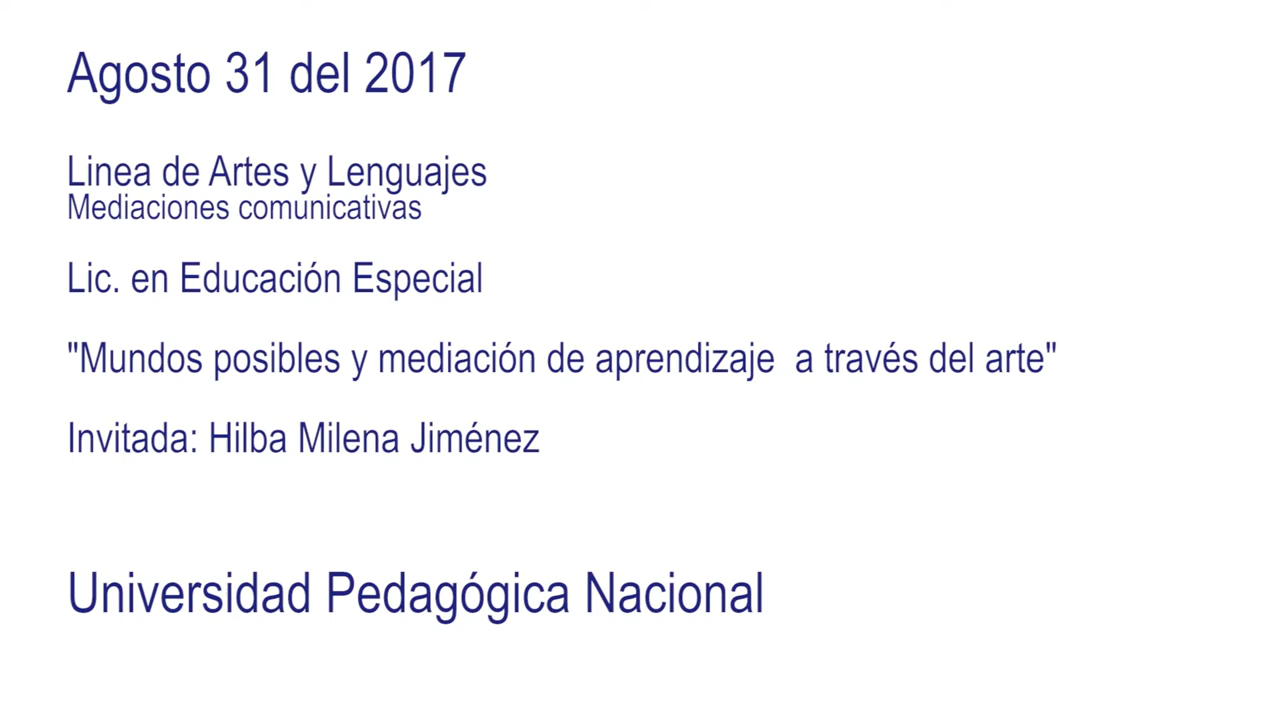 Agosto 31 del 2017
Linea de Artes y Lenguajes
Mediaciones comunicativas
Lic. en Educación Especial
"Mundos posibles y mediación de aprendizaje  a través del arte"
Invitada: Hilba Milena Jiménez
Universidad Pedagógica Nacional